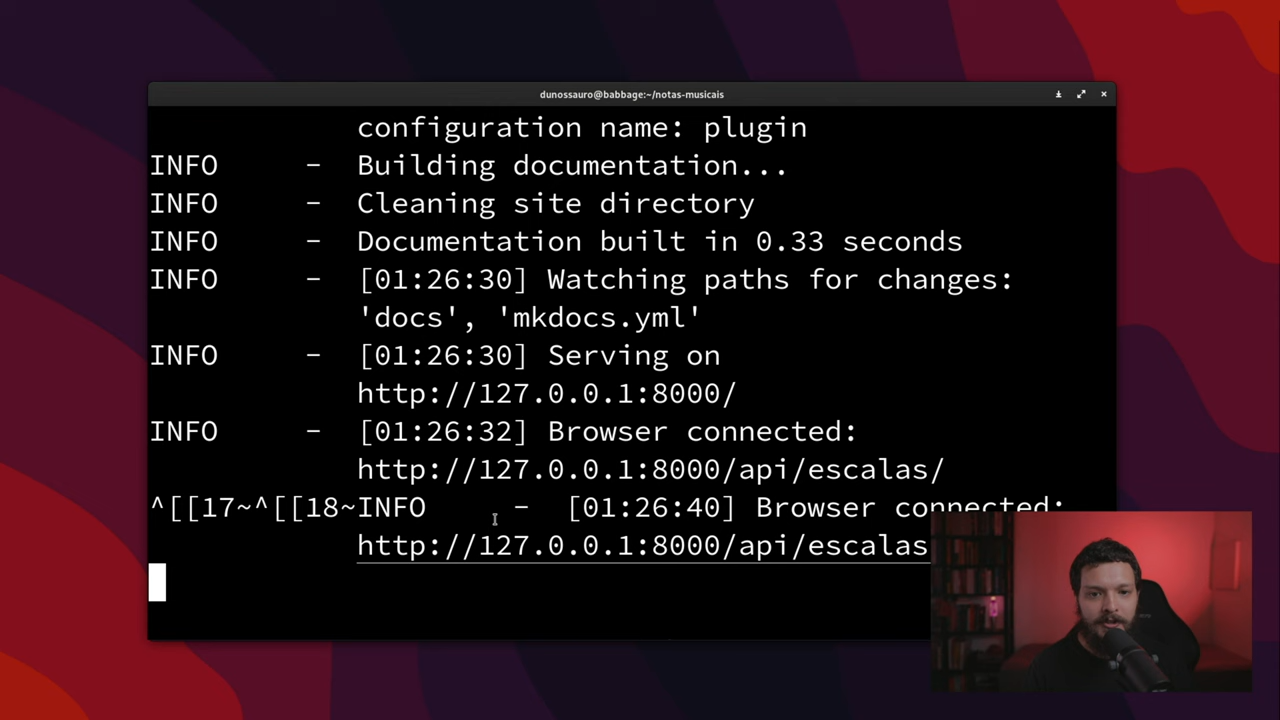 dunossauro@babbage:~/notas-musicais
configuration name: plugin
INFO - Building documentation...
INFO - Cleaning site directory
INFO - Documentation built in 0.33 seconds
INFO - [01:26:30] Watching paths for changes:
'docs', 'mkdocs.yml'
INFO - [01:26:30] Serving on
http://127.0.0.1:8000/
INFO - [01:26:32] Browser connected:
http://127.0.0.1:8000/api/escalas/
^[[17~^[[18~INFO - [01:26:40] Browser connected:
http://127.0.0.1:8000/api/escalas